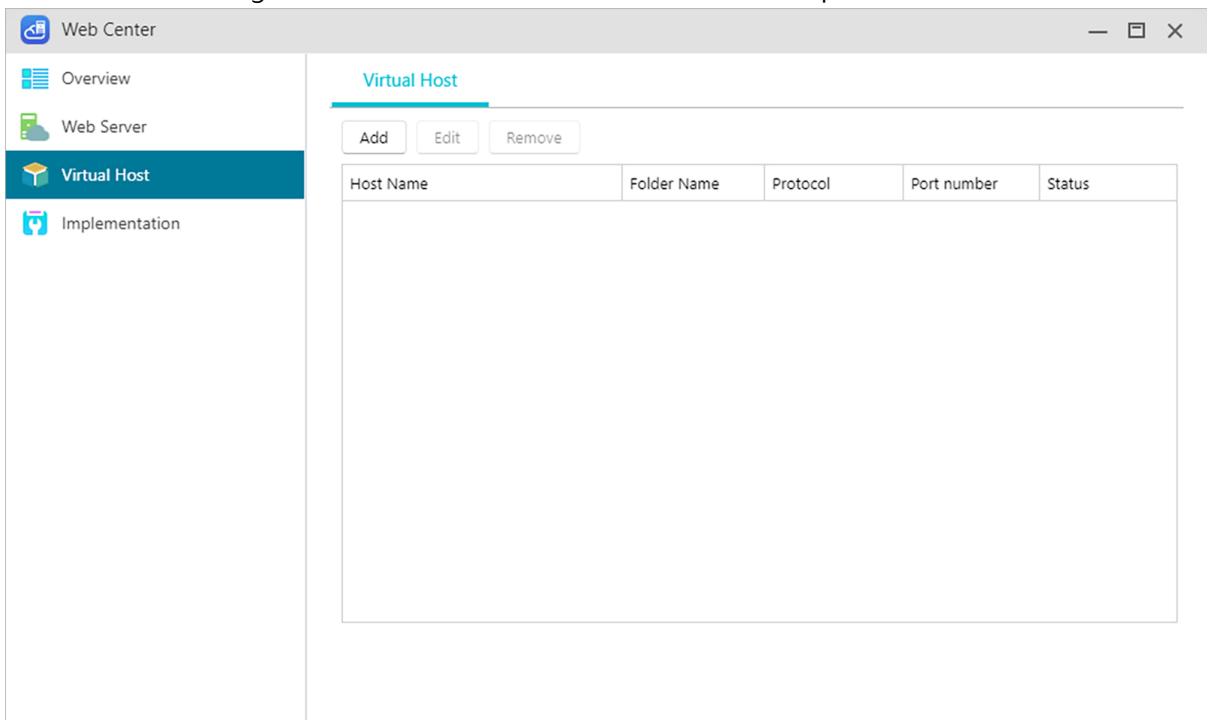 Web Center
Overview
Web Server
Virtual Host
Implementation
Virtual Host
Add Edit Remove
Host Name Folder Name Protocol Port number Status